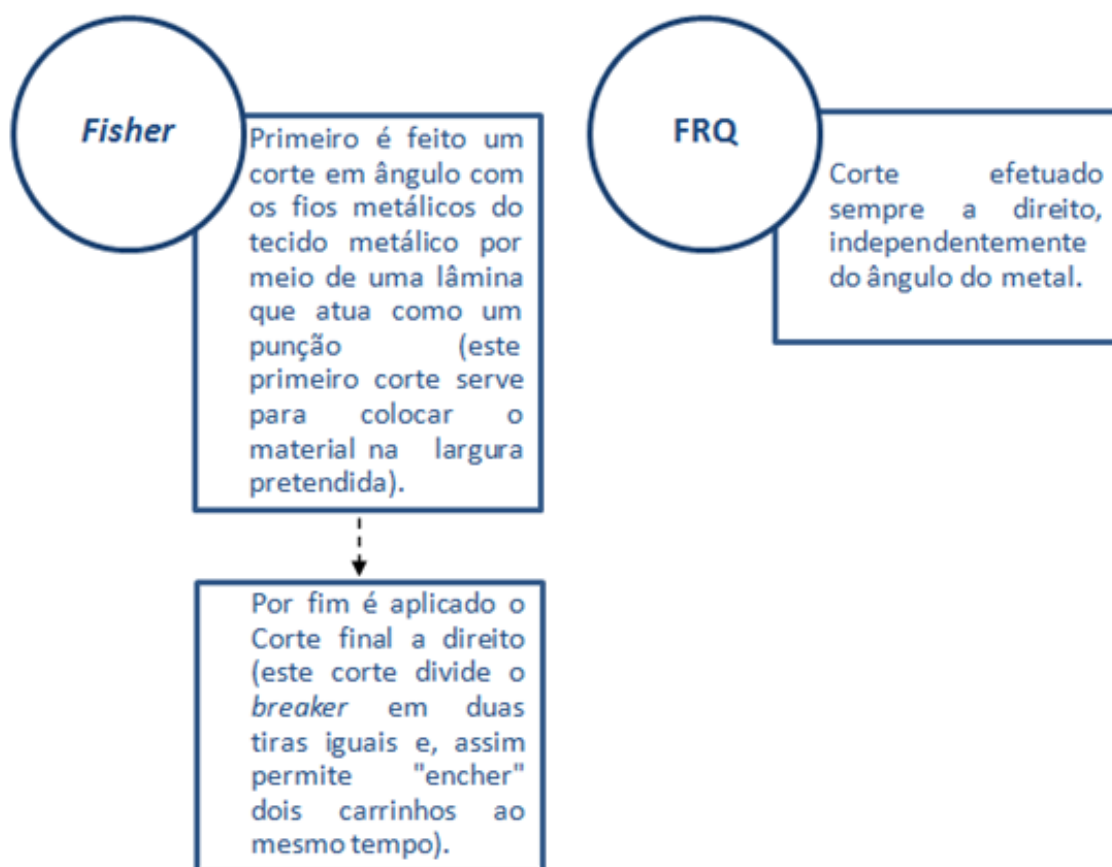 Fisher
Primeiro é feito um
corte em ângulo com
os fios metálicos do
tecido metálico por
meio de uma lâmina
que atua como um
punção (este
primeiro corte serve
para colocar o
material na largura
pretendida).
Por fim é aplicado o
Corte final a direito
(este corte divide o
breaker em duas
tiras iguais e, assim
permite "encher"
dois carrinhos ao
mesmo tempo).
FRQ
Corte efetuado
sempre a direito,
independentemente
do ângulo do metal.